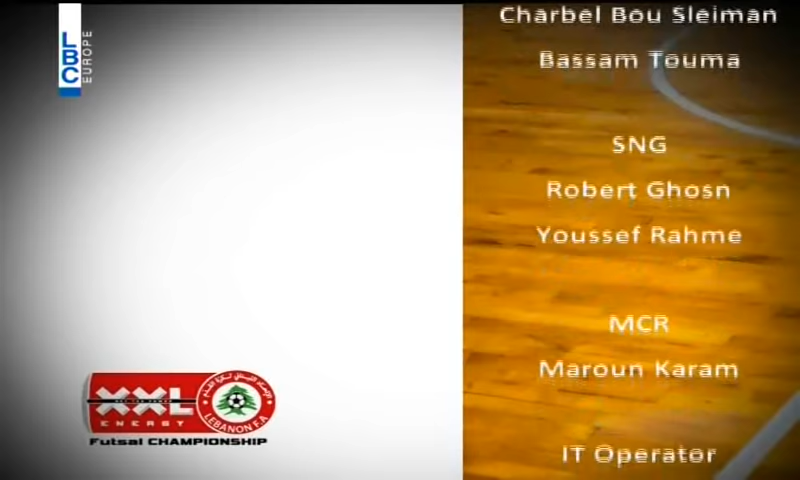 LBC
EUROPE
Charbel Bou Sleiman
Bassam Touma
SNG
Robert Ghosn
Youssef Rahme
MCR
Maroun Karam
IT Operator
XXL
ENERGY
LEBANON F.A
Futsal CHAMPIONSHIP